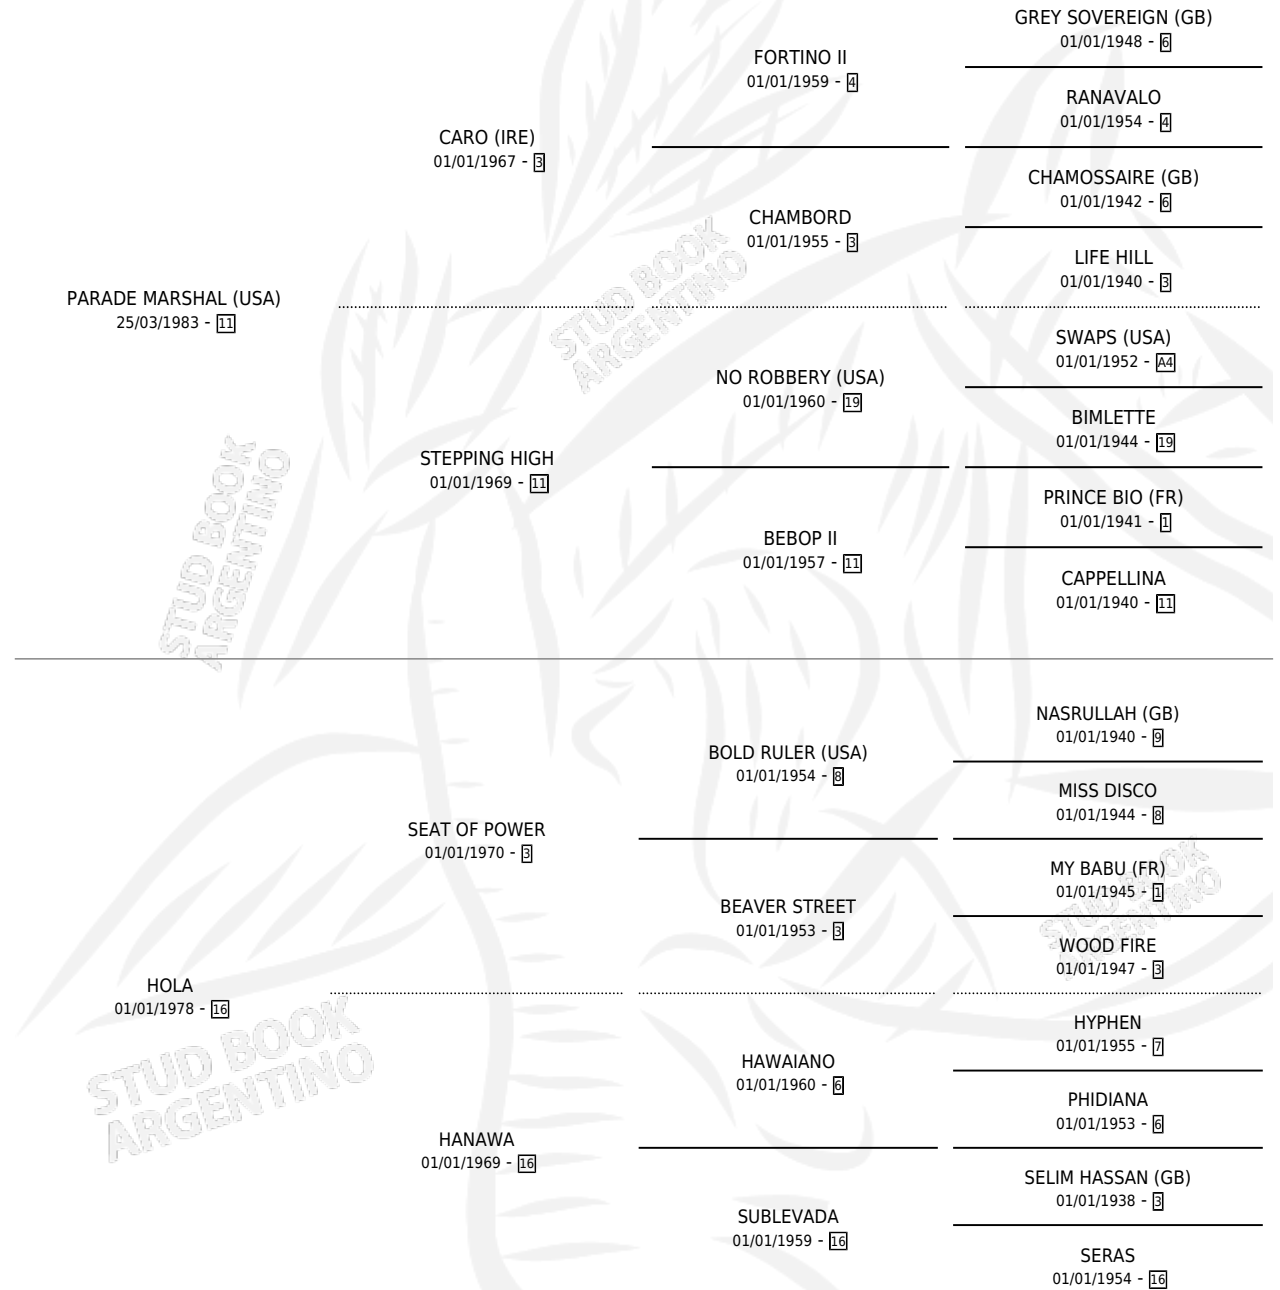 GREY SOVEREIGN (GB)
01/01/1948 - 6
FORTINO II
01/01/1959 - 4
RANAVALO
01/01/1954 - 4
CARO (IRE)
01/01/1967 - 3
CHAMOSSAIRE (GB)
01/01/1942 - 6
CHAMBORD
01/01/1955 - 3
LIFE HILL
01/01/1940 - 3
PARADE MARSHAL (USA)
25/03/1983 - 11
STUD BOOK
ARGENTINO
SWAPS (USA)
01/01/1952 - A4
NO ROBBERY (USA)
01/01/1960 - 19
BIMLETTE
01/01/1944 - 19
STEPPING HIGH
01/01/1969 - 11
PRINCE BIO (FR)
01/01/1941 - 1
BEBOP II
01/01/1957 - 11
CAPPELLINA
01/01/1940 - 11
STUD BOOK
ARGENTINO
NASRULLAH (GB)
01/01/1940 - 9
BOLD RULER (USA)
01/01/1954 - 8
MISS DISCO
01/01/1944 - 8
SEAT OF POWER
01/01/1970 - 3
MY BABU (FR)
01/01/1945 - 1
BEAVER STREET
01/01/1953 - 3
STUD BOOK
ARGENTINO
WOOD FIRE
01/01/1947 - 3
HOLA
01/01/1978 - 16
HYPHEN
01/01/1955 - 7
STUD BOOK
ARGENTINO
HAWAIANO
01/01/1960 - 6
PHIDIANA
01/01/1953 - 6
HANAWA
01/01/1969 - 16
SELIM HASSAN (GB)
01/01/1938 - 3
SUBLEVADA
01/01/1959 - 16
SERAS
01/01/1954 - 16